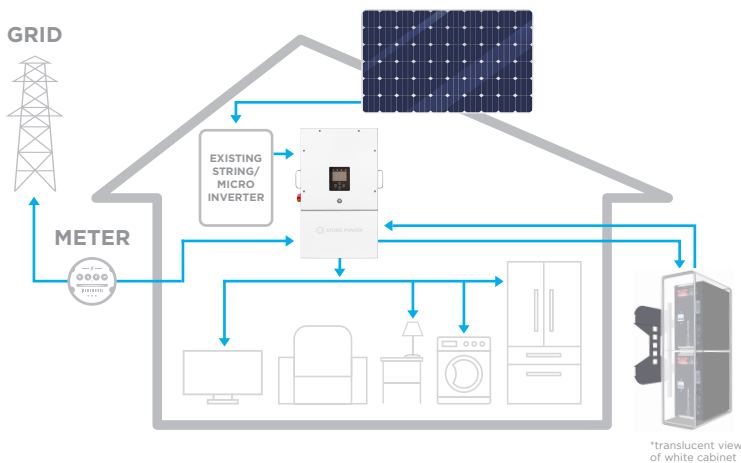 GRID
EXISTING
STRING/
MICRO
INVERTER
METER
*translucent view
of white cabinet